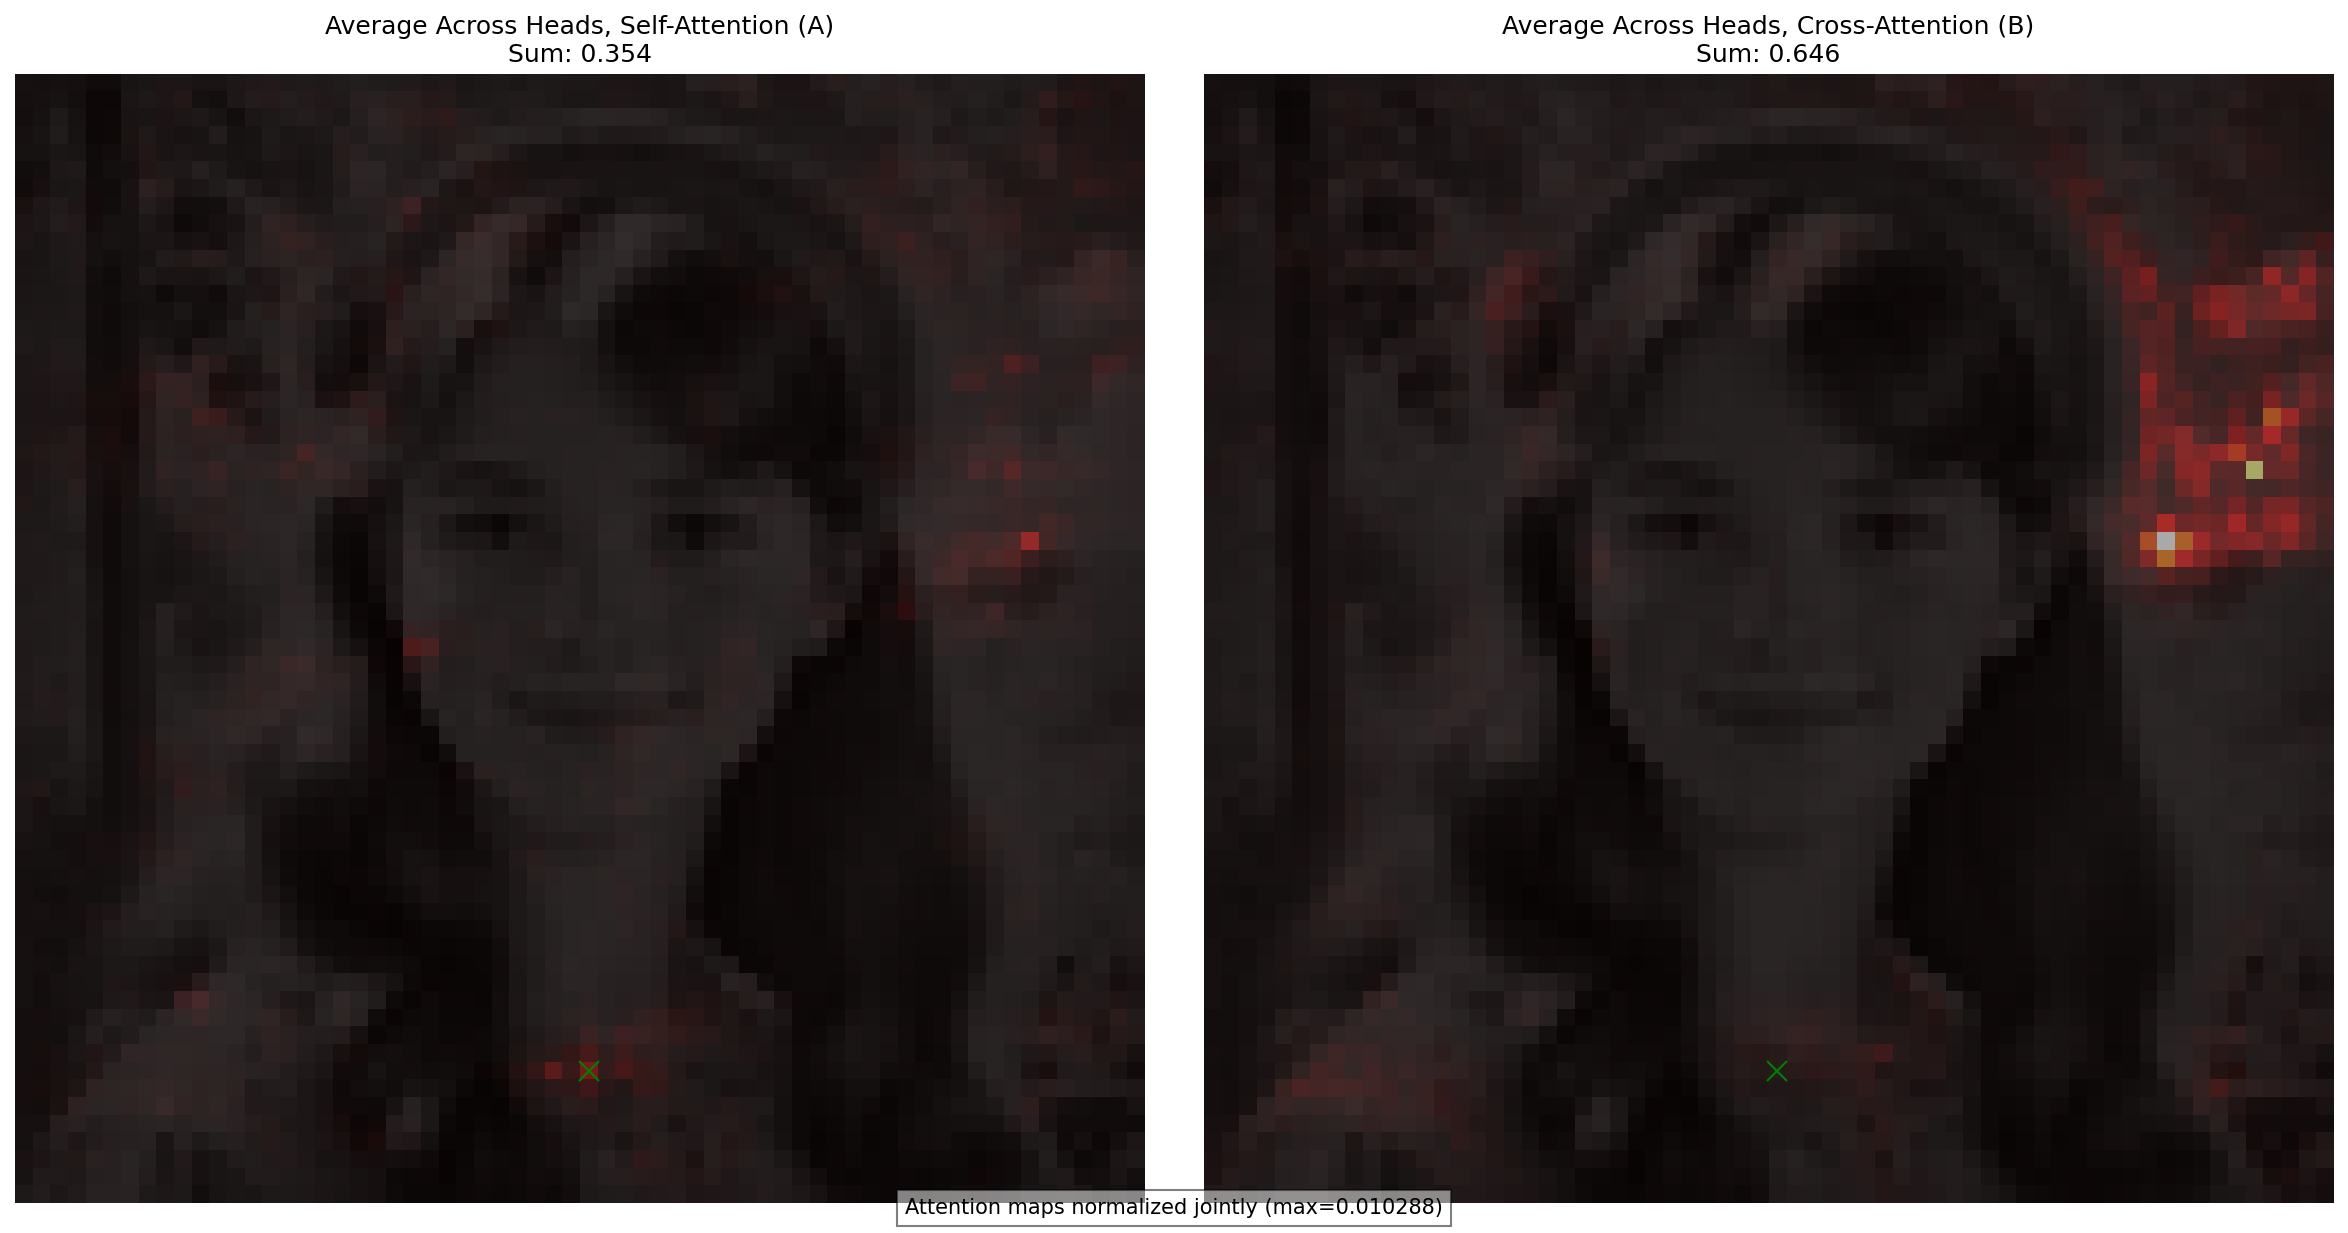 Average Across Heads, Self-Attention (A)
Sum: 0.354
Average Across Heads, Cross-Attention (B)
Sum: 0.646
Attention maps normalized jointly (max=0.010288)